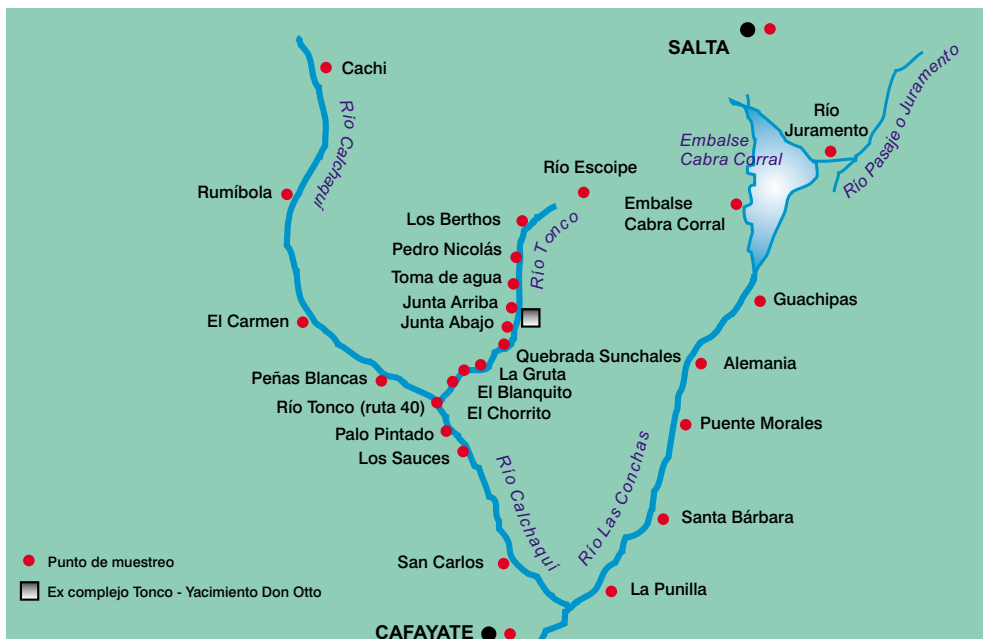 SALTA
Cachi
Río Calchaquí
Río
Juramento
Río Pasaje o Juramento
Embalse
Cabra Corral
Río Escoipe
Rumíbola
Embalse
Cabra Corral
Los Berthos
Río Tonco
Pedro Nicolás
Toma de agua
Junta Arriba
Guachipas
El Carmen
Junta Abajo
Quebrada Sunchales
Alemania
La Gruta
Peñas Blancas
El Blanquito
Río Tonco (ruta 40)
El Chorrito
Palo Pintado
Puente Morales
Los Sauces
Río Calchaquí
Río Las Conchas
Santa Bárbara
San Carlos
Punto de muestreo
La Punilla
Ex complejo Tonco - Yacimiento Don Otto
CAFAYATE